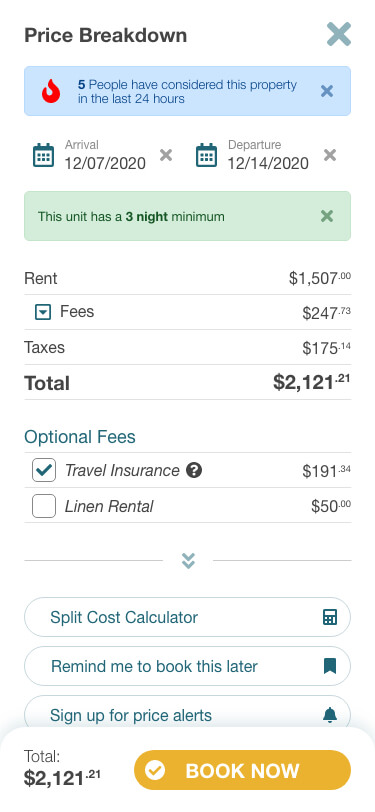 Price Breakdown
5 People have considered this property
in the last 24 hours
Arrival
12/07/2020
Departure
12/14/2020
This unit has a 3 night minimum
Rent $1,507.00
Fees $247.73
Taxes $175.14
Total $2,121.21
Optional Fees
Travel Insurance ? $191.34
Linen Rental $50.00
Split Cost Calculator
Remind me to book this later
Sign up for price alerts
Total:
$2,121.21
BOOK NOW